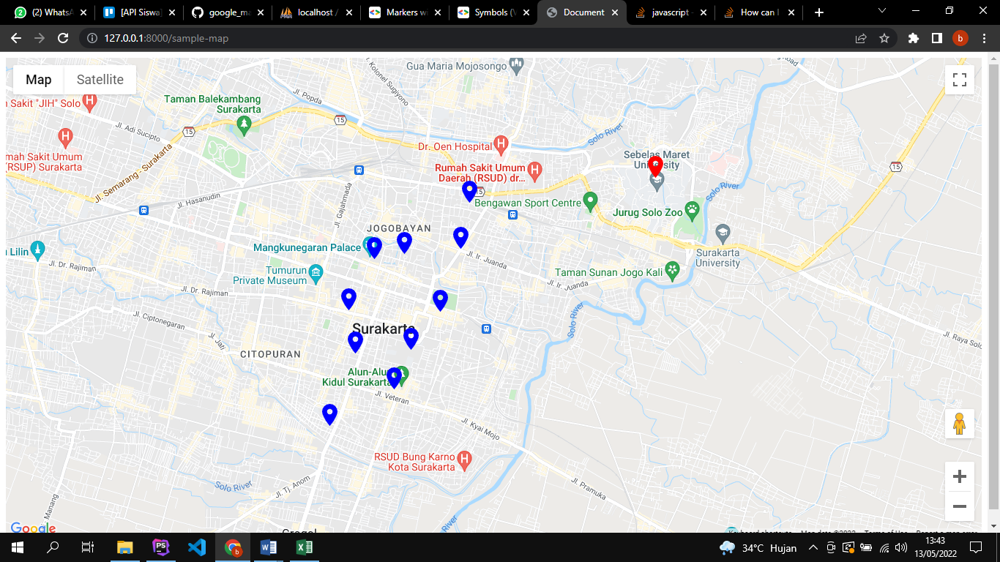 (2) WhatsA
[API Siswa]
google_ma
localhost /
Markers wi
Symbols (V
Document
javascript -
How can I
127.0.0.1:8000/sample-map
Map
Satellite
Gua Maria Mojosongo
Jl. Kolonel Sugiyono
Jl. Popda
Taman Balekambang
Surakarta
Sakit "JIH" Solo
Jl. Adi Sucipto
15
15
Solo River
Dr. Oen Hospital
mah Sakit Umum
(RSUP) Surakarta
Jl. Semarang - Surakarta
Sebelas Maret
University
Rumah Sakit Umum
Daerah (RSUD) dr...
15
15
Jl. Hasanudin
Jl. Gajahmada
Bengawan Sport Centre
Solo River
Jurug Solo Zoo
JOGOBAYAN
Mangkunegaran Palace
Lilin
Jl. Dr. Rajiman
Jl. Ir. Juanda
Surakarta
University
Tumurun
Private Museum
Taman Sunan Jogo Kali
Jl. Ir. Juanda
Jl. Dr. Rajiman
Jl. Ciptonegaran
Solo River
Surakarta
Jl. Jati
CITOPURAN
Jl. Raya Solo
Alun-Alu
Kidul Surakarta
Jl. Veteran
Jl. Kyai Mojo
RSUD Bung Karno
Kota Surakarta
Solo River
Jl. Tj. Anom
Jl. Pramuka
Manang
River
Grogol
Google
Keyboard shortcuts
Map data ©2022
Terms of Use
Report a map error
34°C Hujan
13:43
13/05/2022